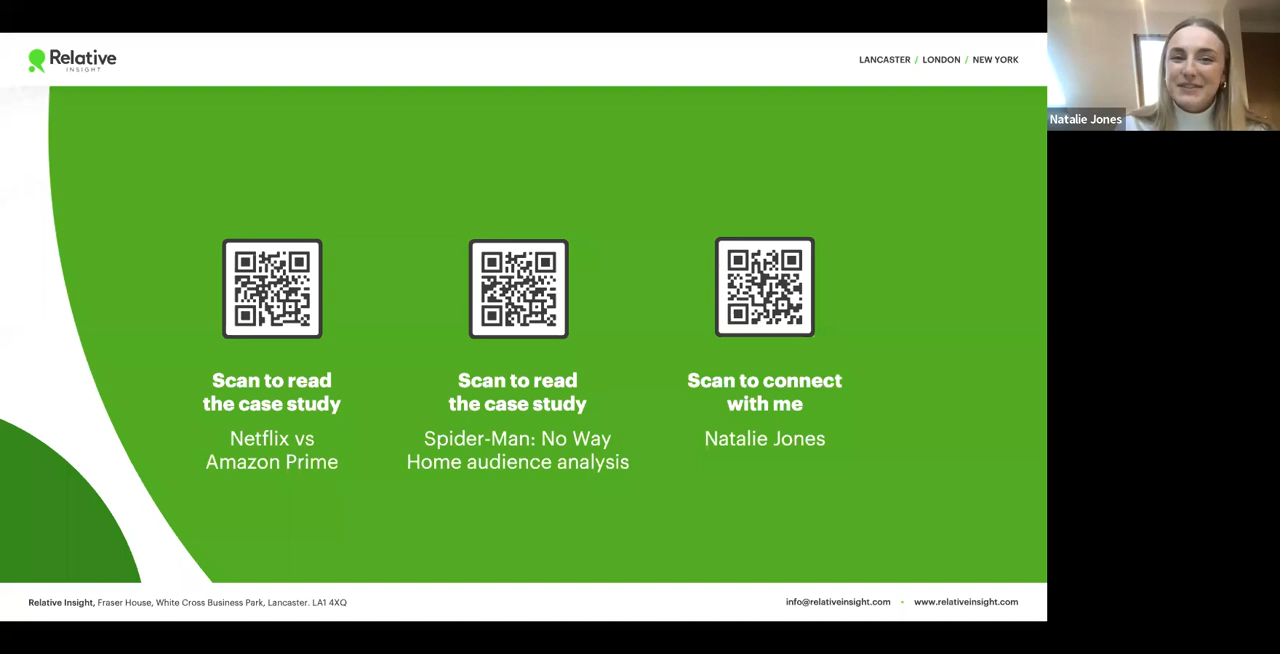 Relative
INSIGHT
LANCASTER / LONDON / NEW YORK
Natalie Jones
Scan to read
the case study
Netflix vs
Amazon Prime
Scan to read
the case study
Spider-Man: No Way
Home audience analysis
Scan to connect
with me
Natalie Jones
Relative Insight, Fraser House, White Cross Business Park, Lancaster. LA1 4XQ
info@relativeinsight.com • www.relativeinsight.com